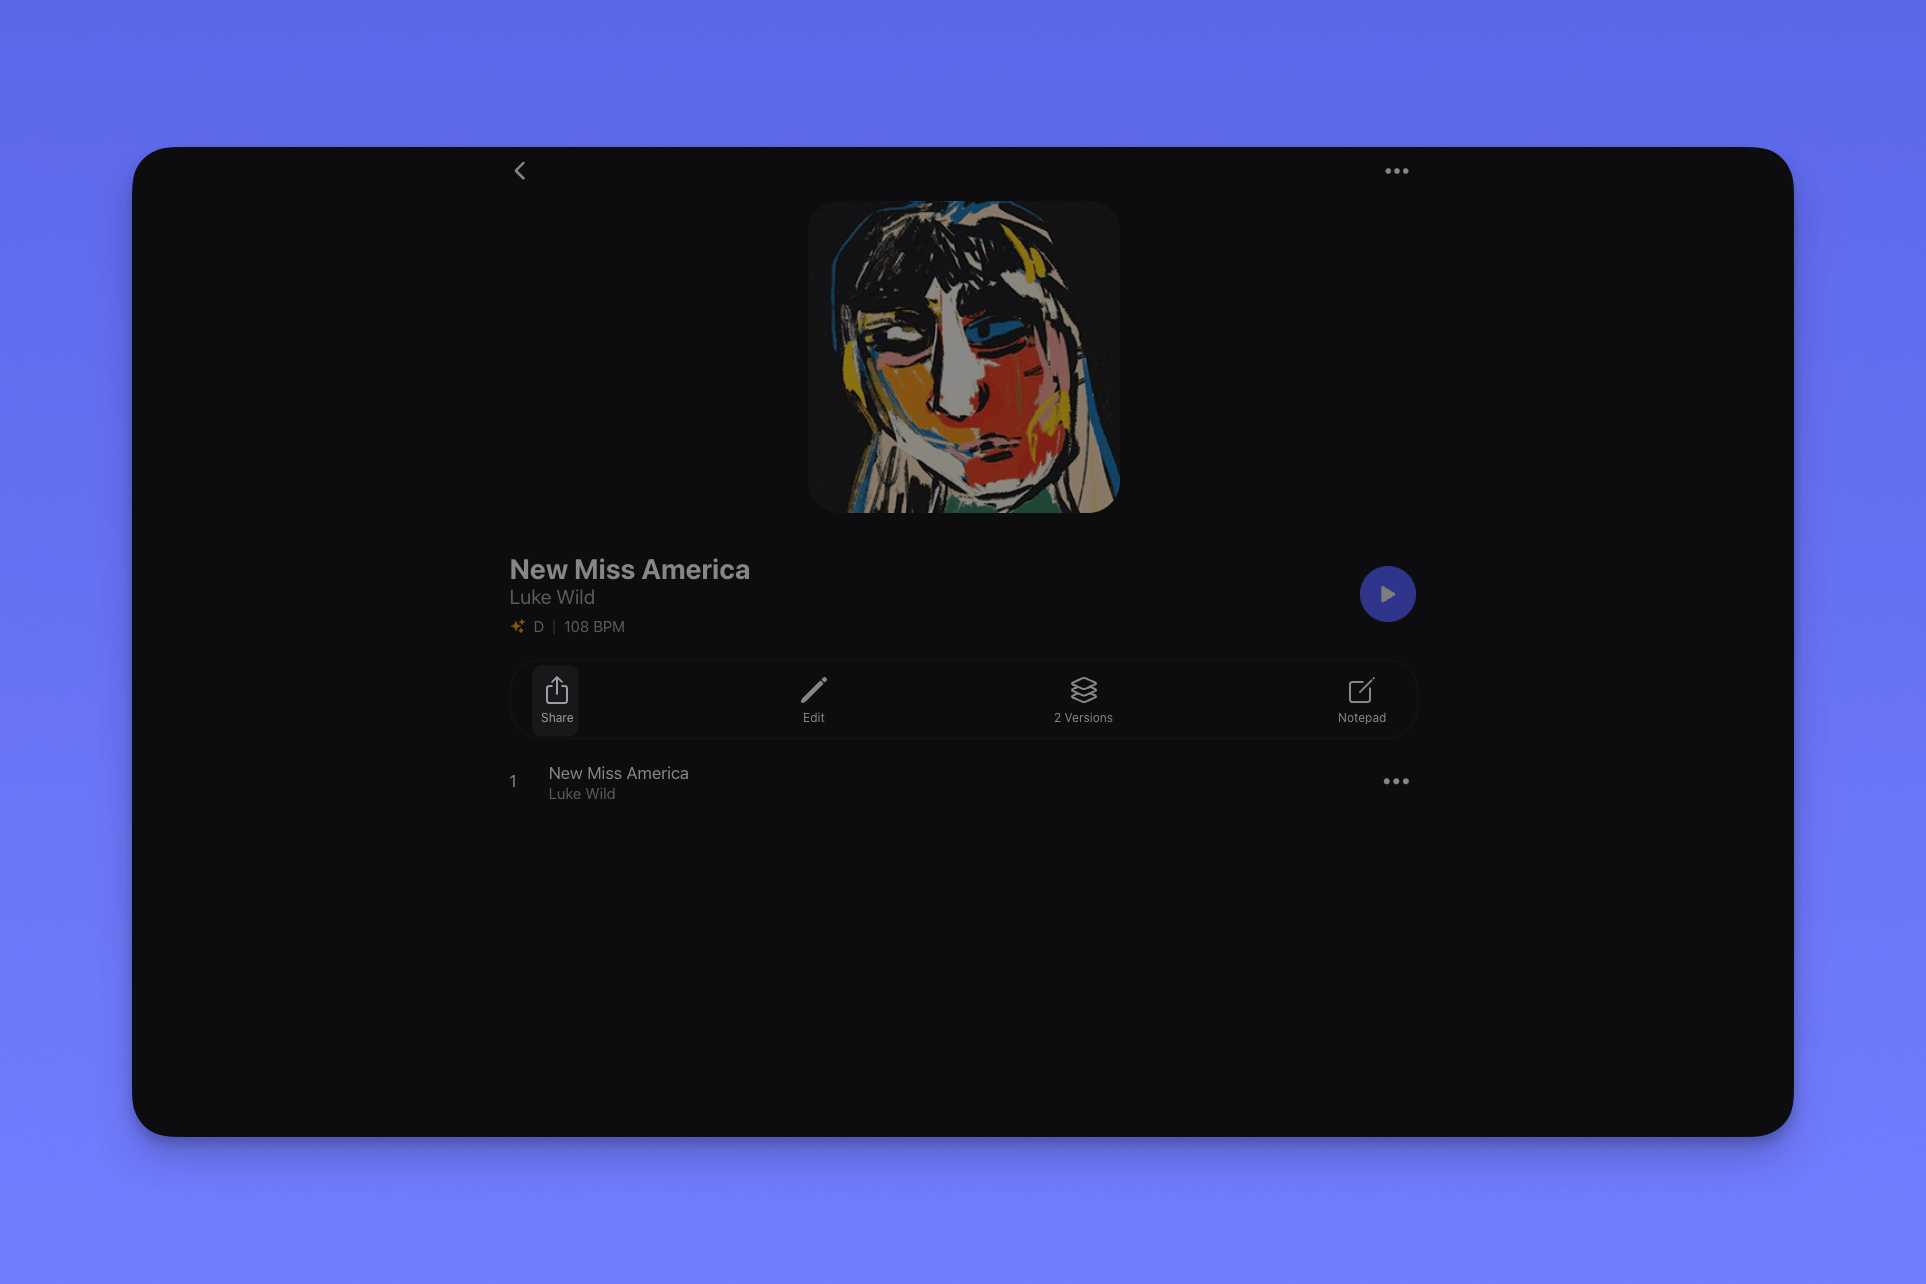 New Miss America
Luke Wild
D | 108 BPM
Share
Edit
2 Versions
Notepad
1
New Miss America
Luke Wild